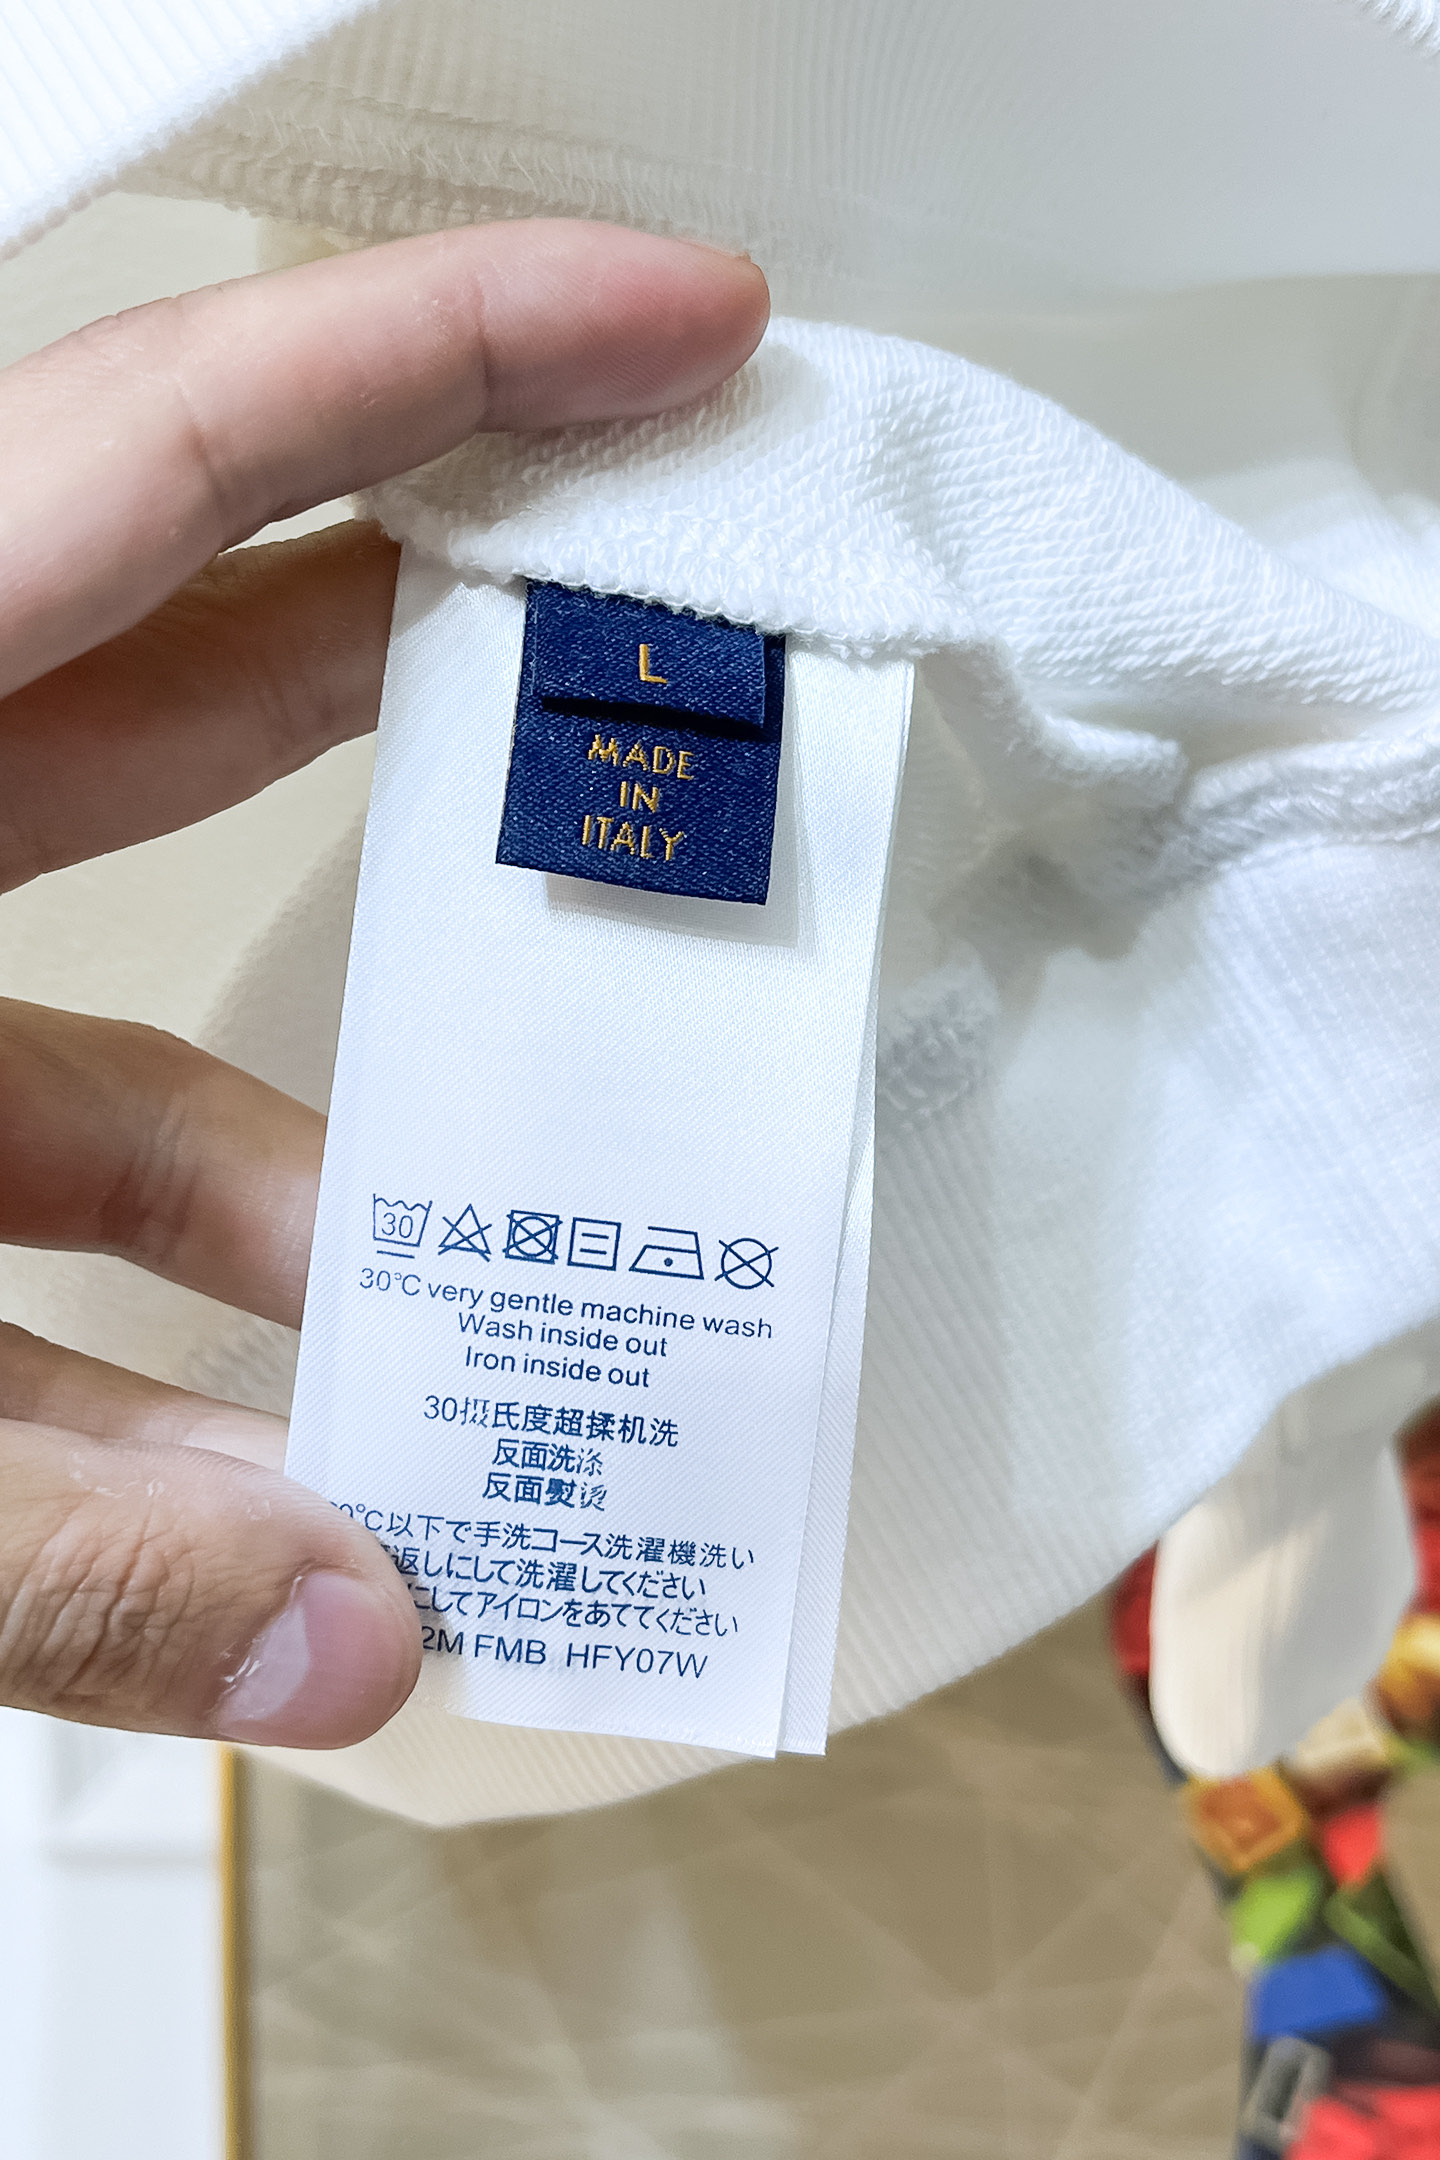 L
MADE
IN
ITALY
30
30°C very gentle machine wash
Wash inside out
Iron inside out
30摄氏度超揉机洗
反面洗涤
反面熨烫
0°C以下で手洗コース洗濯機洗い
返しにして洗濯してください
にしてアイロンをあててください
2M FMB HFY07W